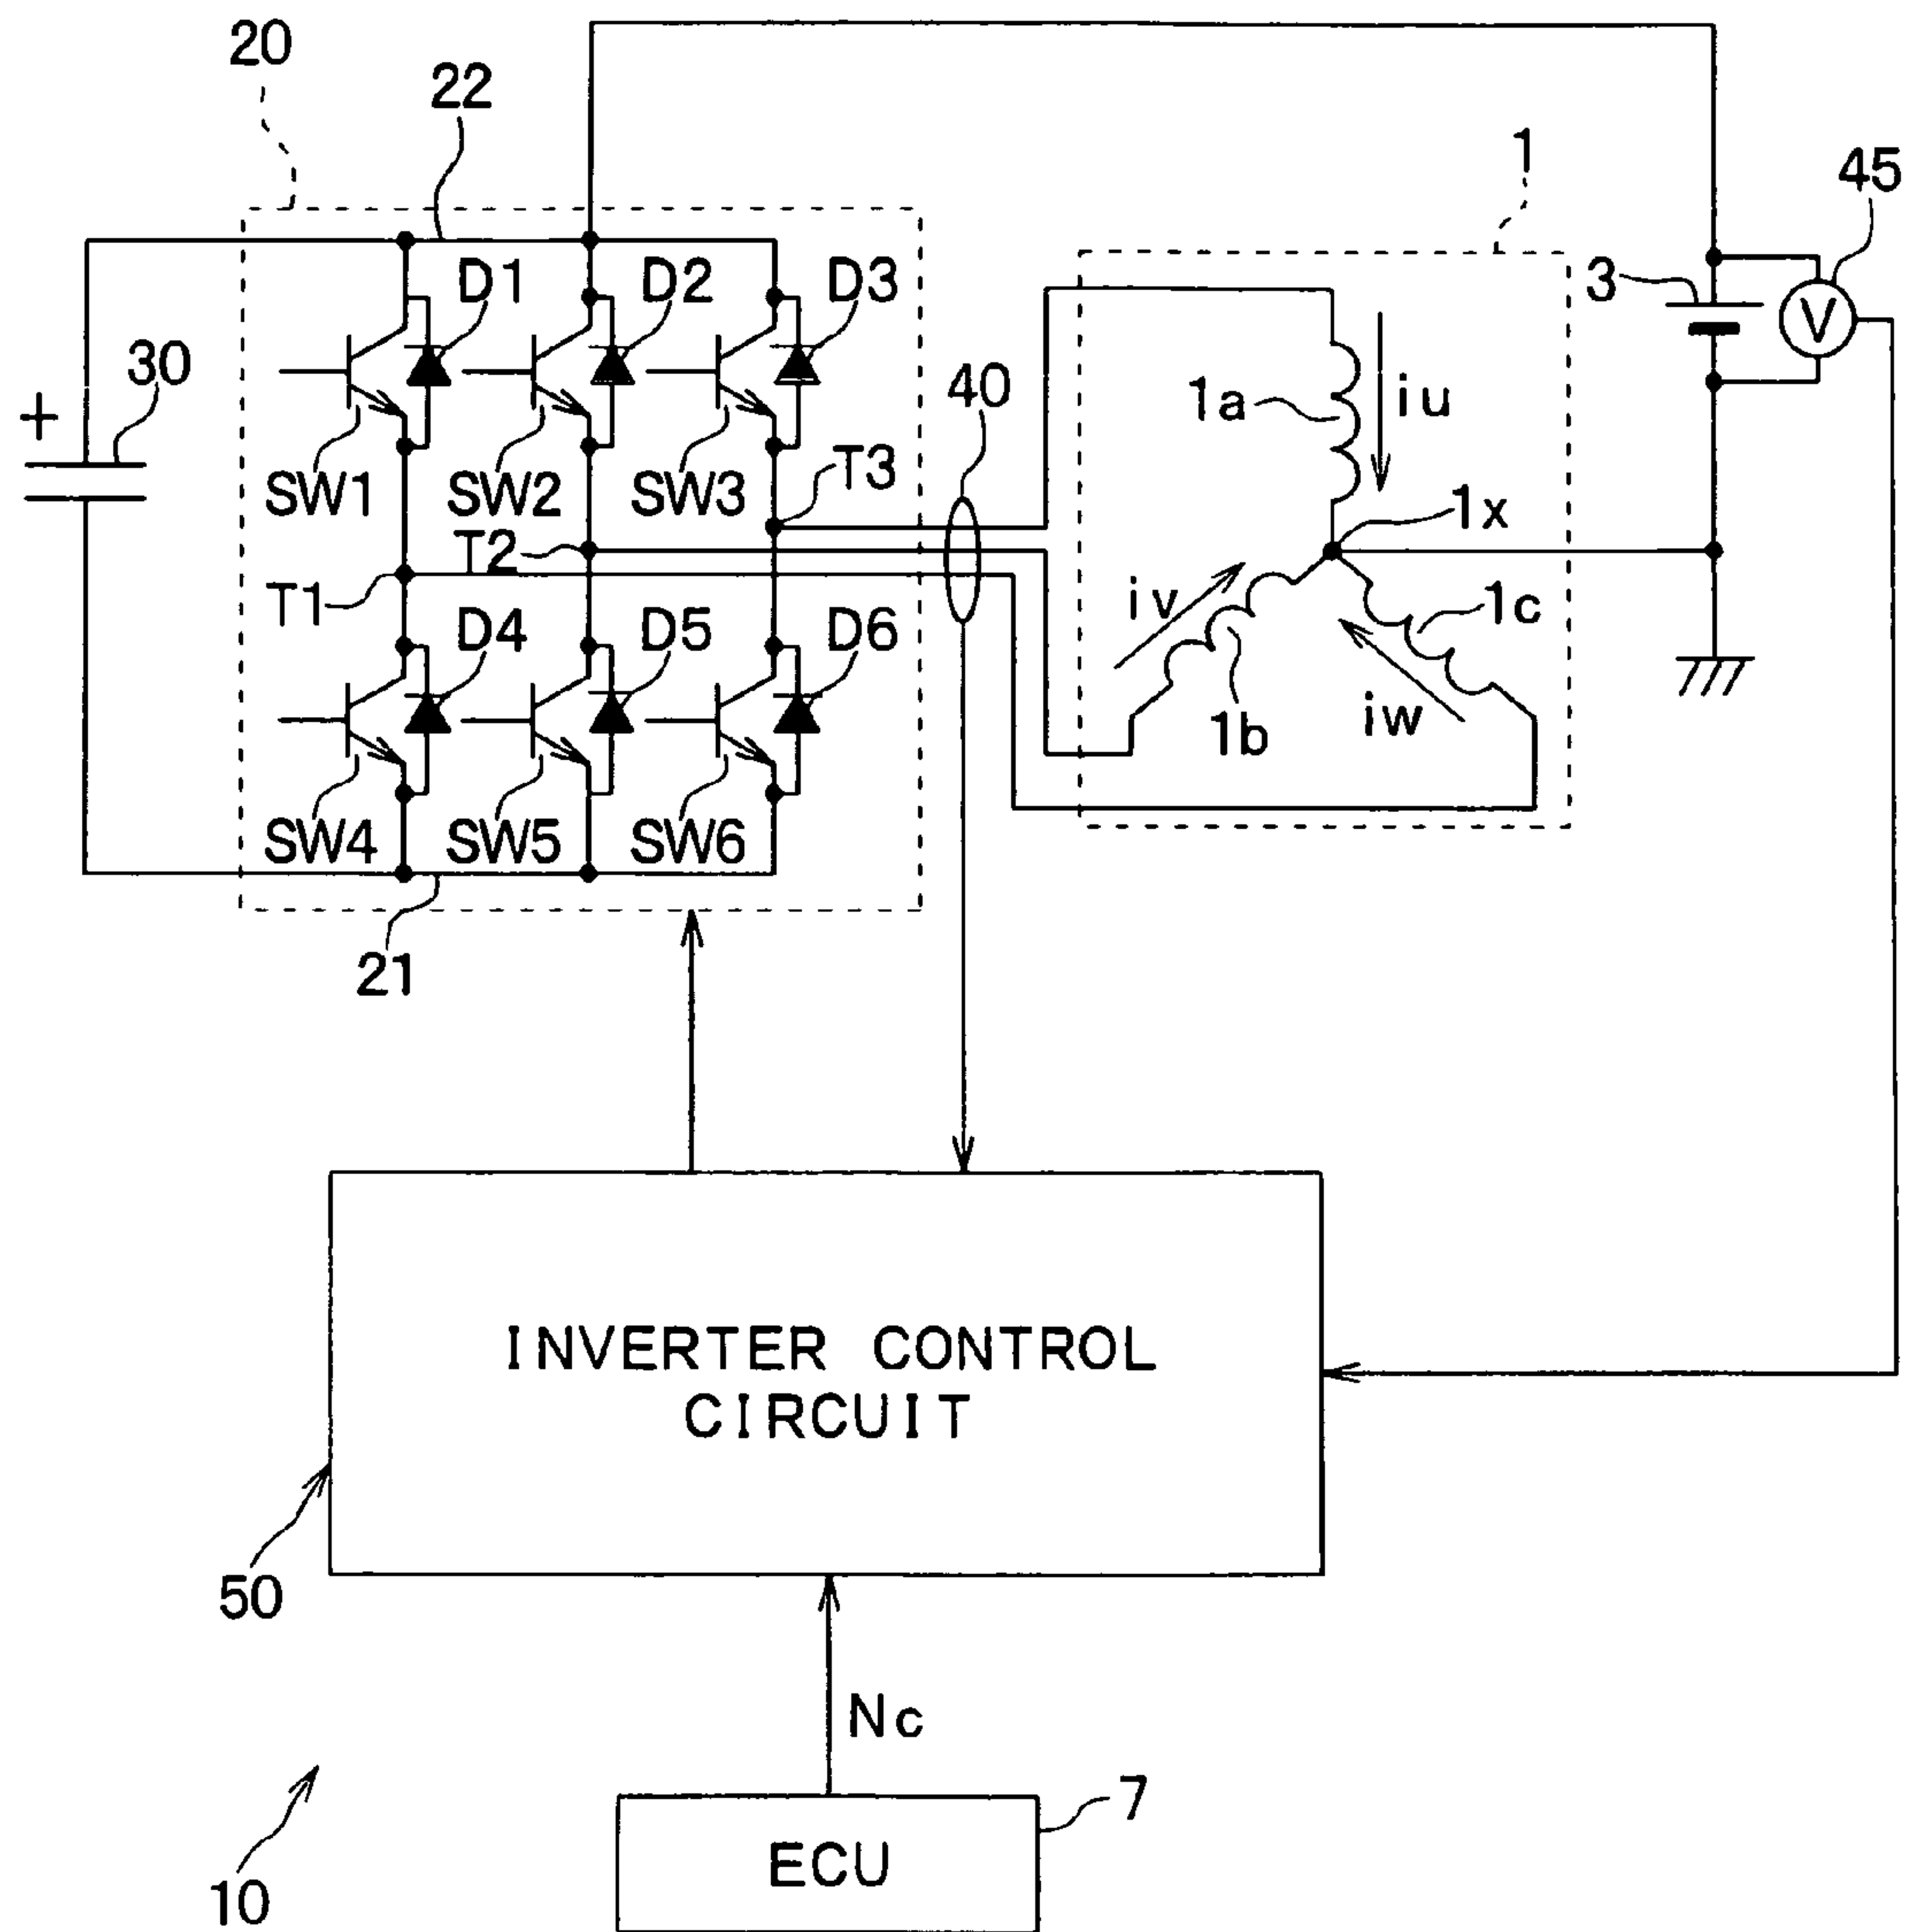 20
22
1
45
D1
D2
D3
3
V
30
+
40
1a
iu
SW1
SW2
SW3
T3
1x
T2
T1
iv
1c
D4
D5
D6
1b
iw
SW4
SW5
SW6
21
INVERTER CONTROL
CIRCUIT
50
Nc
7
ECU
10